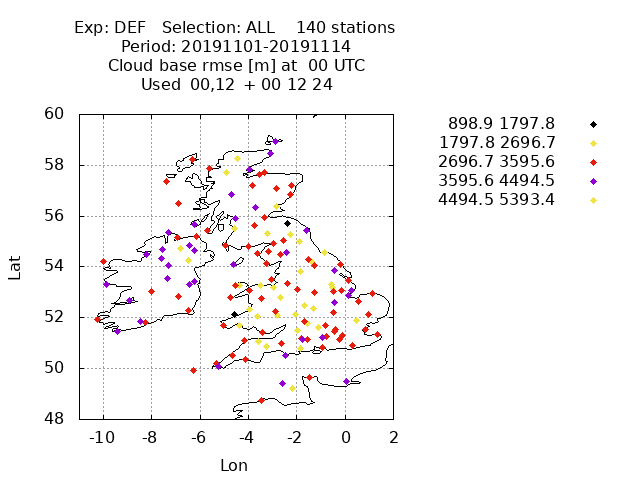 Exp: DEF   Selection: ALL    140 stations
Period: 20191101-20191114
Cloud base rmse [m] at  00 UTC
Used  00,12  + 00 12 24
898.9 1797.8
1797.8 2696.7
2696.7 3595.6
3595.6 4494.5
4494.5 5393.4
60
58
56
54
52
50
48
Lat
-10 -8 -6 -4 -2 0 2
Lon